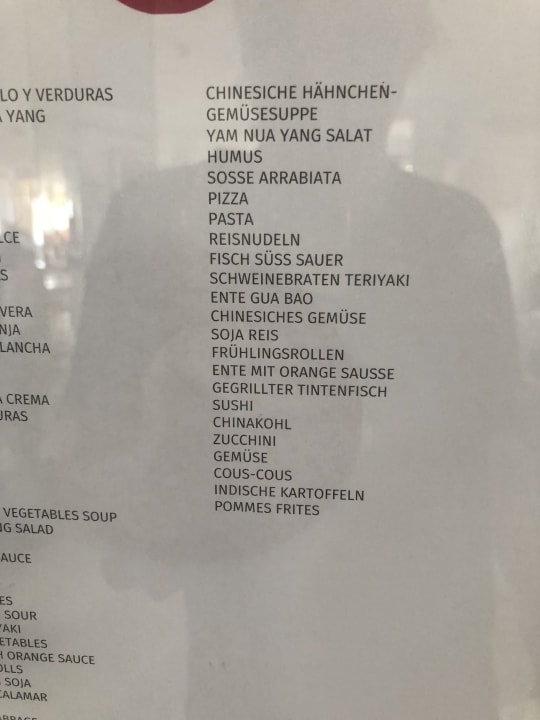 LO Y VERDURAS
YANG
LCE
S
VERA
NJA
LANCHA
A CREMA
URAS
VEGETABLES SOUP
NG SALAD
AUCE
ES
SOUR
YAKI
ETABLES
H ORANGE SAUCE
OLLS
SOJA
CALAMAR
CHINESICHE HÄHNCHEN-
GEMÜSESUPPE
YAM NUA YANG SALAT
HUMUS
SOSSE ARRABIATA
PIZZA
PASTA
REISNUDELN
FISCH SÜSS SAUER
SCHWEINEBRATEN TERIYAKI
ENTE GUA BAO
CHINESICHES GEMÜSE
SOJA REIS
FRÜHLINGSROLLEN
ENTE MIT ORANGE SAUSSE
GEGRILLTER TINTENFISCH
SUSHI
CHINAKOHL
ZUCCHINI
GEMÜSE
COUS-COUS
INDISCHE KARTOFFELN
POMMES FRITES